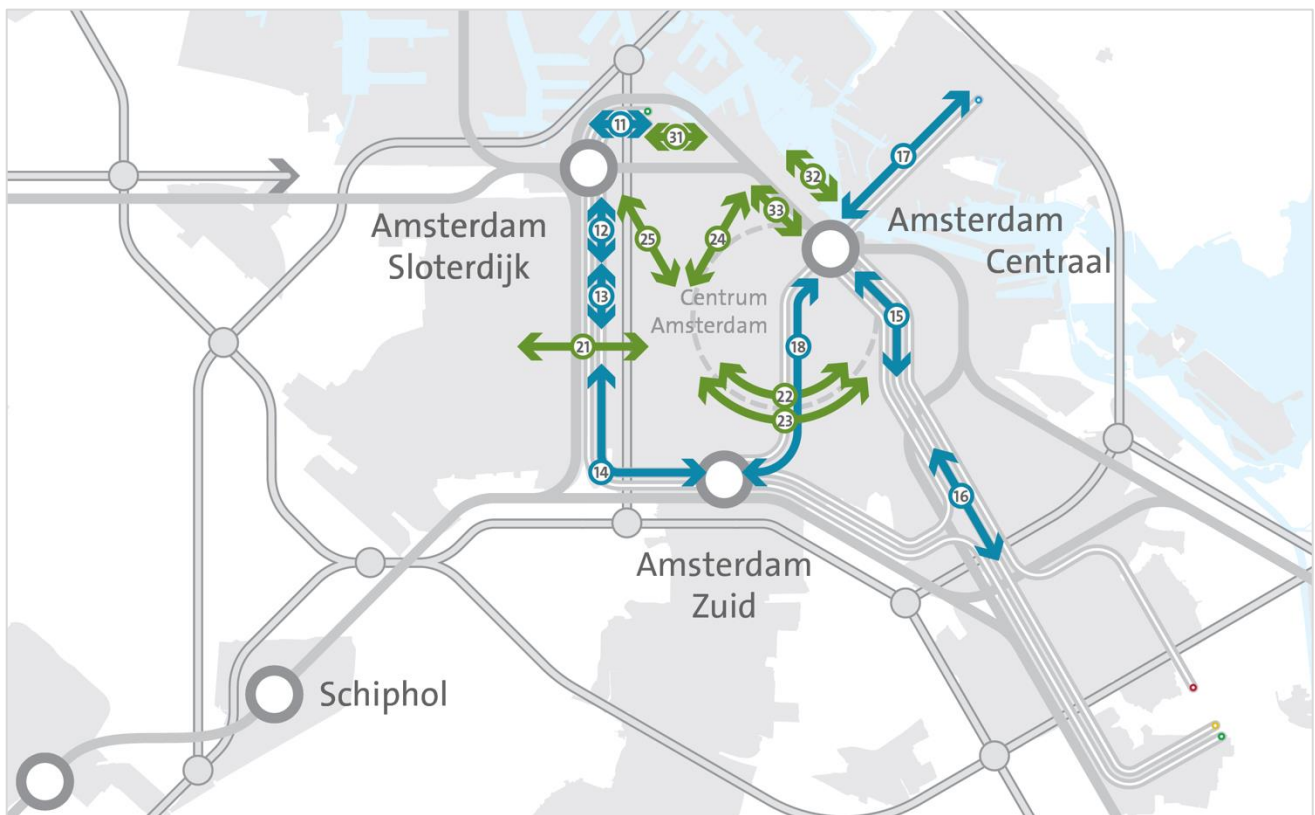 11
31
17
32
33
Amsterdam
Sloterdijk
12
25
24
Amsterdam
Centraal
13
Centrum
Amsterdam
15
21
18
22
23
14
16
Amsterdam
Zuid
Schiphol